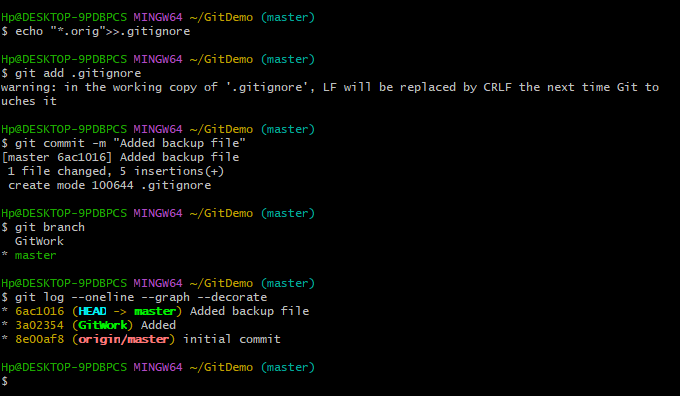 Hp@DESKTOP-9PDBPCS MINGW64 ~/GitDemo (master)
$ echo "*.orig">>.gitignore
Hp@DESKTOP-9PDBPCS MINGW64 ~/GitDemo (master)
$ git add .gitignore
warning: in the working copy of '.gitignore', LF will be replaced by CRLF the next time Git to
uches it
Hp@DESKTOP-9PDBPCS MINGW64 ~/GitDemo (master)
$ git commit -m "Added backup file"
[master 6ac1016] Added backup file
 1 file changed, 5 insertions(+)
 create mode 100644 .gitignore
Hp@DESKTOP-9PDBPCS MINGW64 ~/GitDemo (master)
$ git branch
  GitWork
* master
Hp@DESKTOP-9PDBPCS MINGW64 ~/GitDemo (master)
$ git log --oneline --graph --decorate
* 6ac1016 (HEAD -> master) Added backup file
* 3a02354 (GitWork) Added
* 8e00af8 (origin/master) initial commit
Hp@DESKTOP-9PDBPCS MINGW64 ~/GitDemo (master)
$